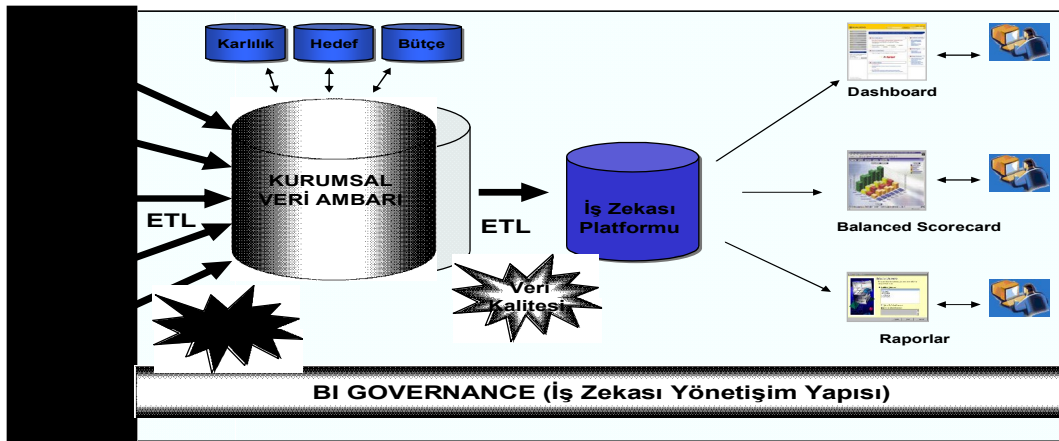 Karlılık
Hedef
Bütçe
KURUMSAL
VERİ AMBARI
ETL
ETL
İş Zekası
Platformu
Veri
Kalitesi
Dashboard
Balanced Scorecard
Raporlar
BI GOVERNANCE (İş Zekası Yönetişim Yapısı)